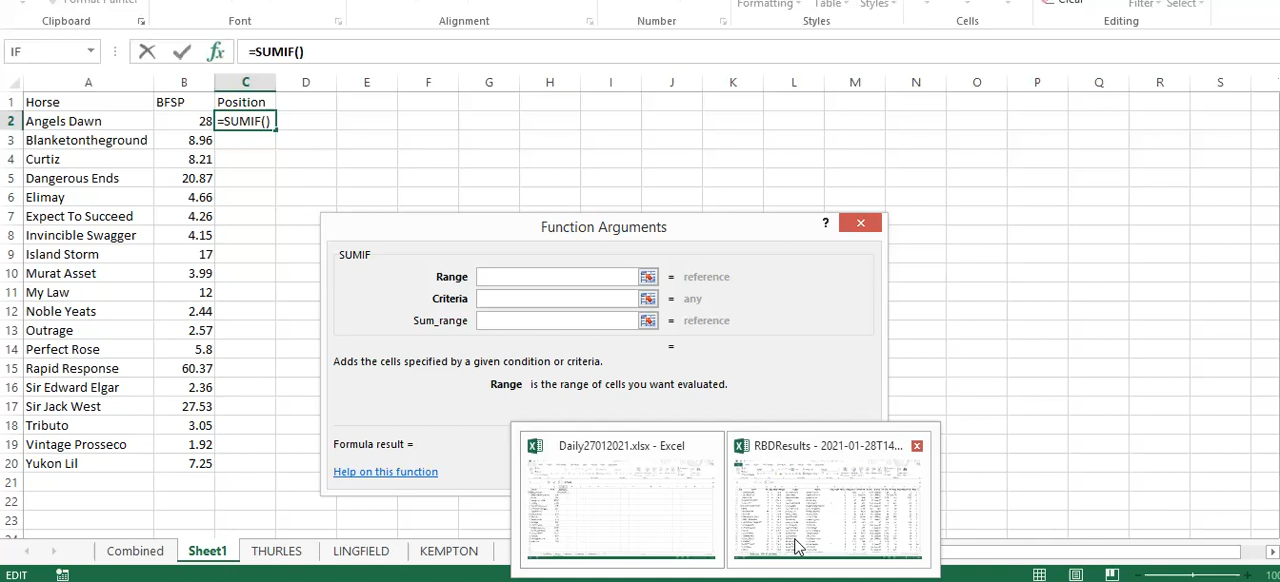 Format Painter
Formatting Table Styles Clear Filter Select
Clipboard Font Alignment Number Styles Cells Editing
IF =SUMIF()
A B C D E F G H I J K L M N O P Q R S
1 Horse BFSP Position
2 Angels Dawn 28 =SUMIF()
3 Blanketontheground 8.96
4 Curtiz 8.21
5 Dangerous Ends 20.87
6 Elimay 4.66
7 Expect To Succeed 4.26
8 Invincible Swagger 4.15
9 Island Storm 17
10 Murat Asset 3.99
11 My Law 12
12 Noble Yeats 2.44
13 Outrage 2.57
14 Perfect Rose 5.8
15 Rapid Response 60.37
16 Sir Edward Elgar 2.36
17 Sir Jack West 27.53
18 Tributo 3.05
19 Vintage Prosseco 1.92
20 Yukon Lil 7.25
21
22
23
Function Arguments ?
SUMIF
Range = reference
Criteria = any
Sum_range = reference
=
Adds the cells specified by a given condition or criteria.
Range is the range of cells you want evaluated.
Formula result =
Help on this function
Daily27012021.xlsx - Excel
RBDResults - 2021-01-28T14...
Combined Sheet1 THURLES LINGFIELD KEMPTON
EDIT